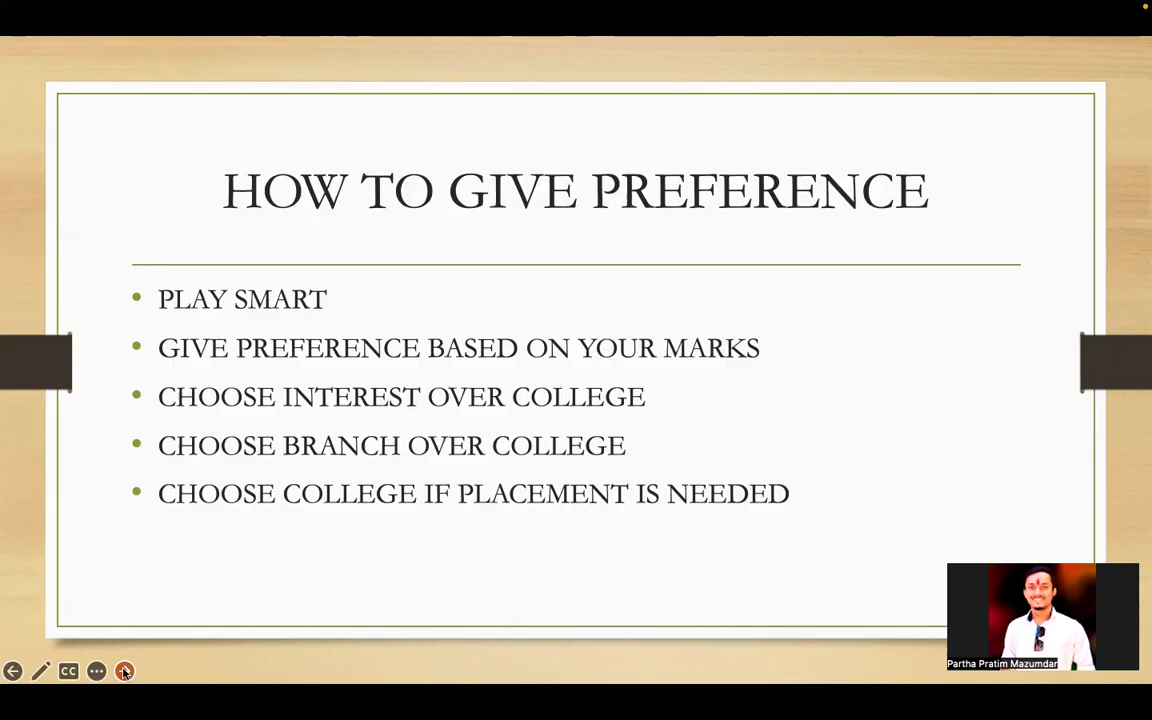 HOW TO GIVE PREFERENCE
• PLAY SMART
• GIVE PREFERENCE BASED ON YOUR MARKS
• CHOOSE INTEREST OVER COLLEGE
• CHOOSE BRANCH OVER COLLEGE
• CHOOSE COLLEGE IF PLACEMENT IS NEEDED
Partha Pratim Mazumdar
CC